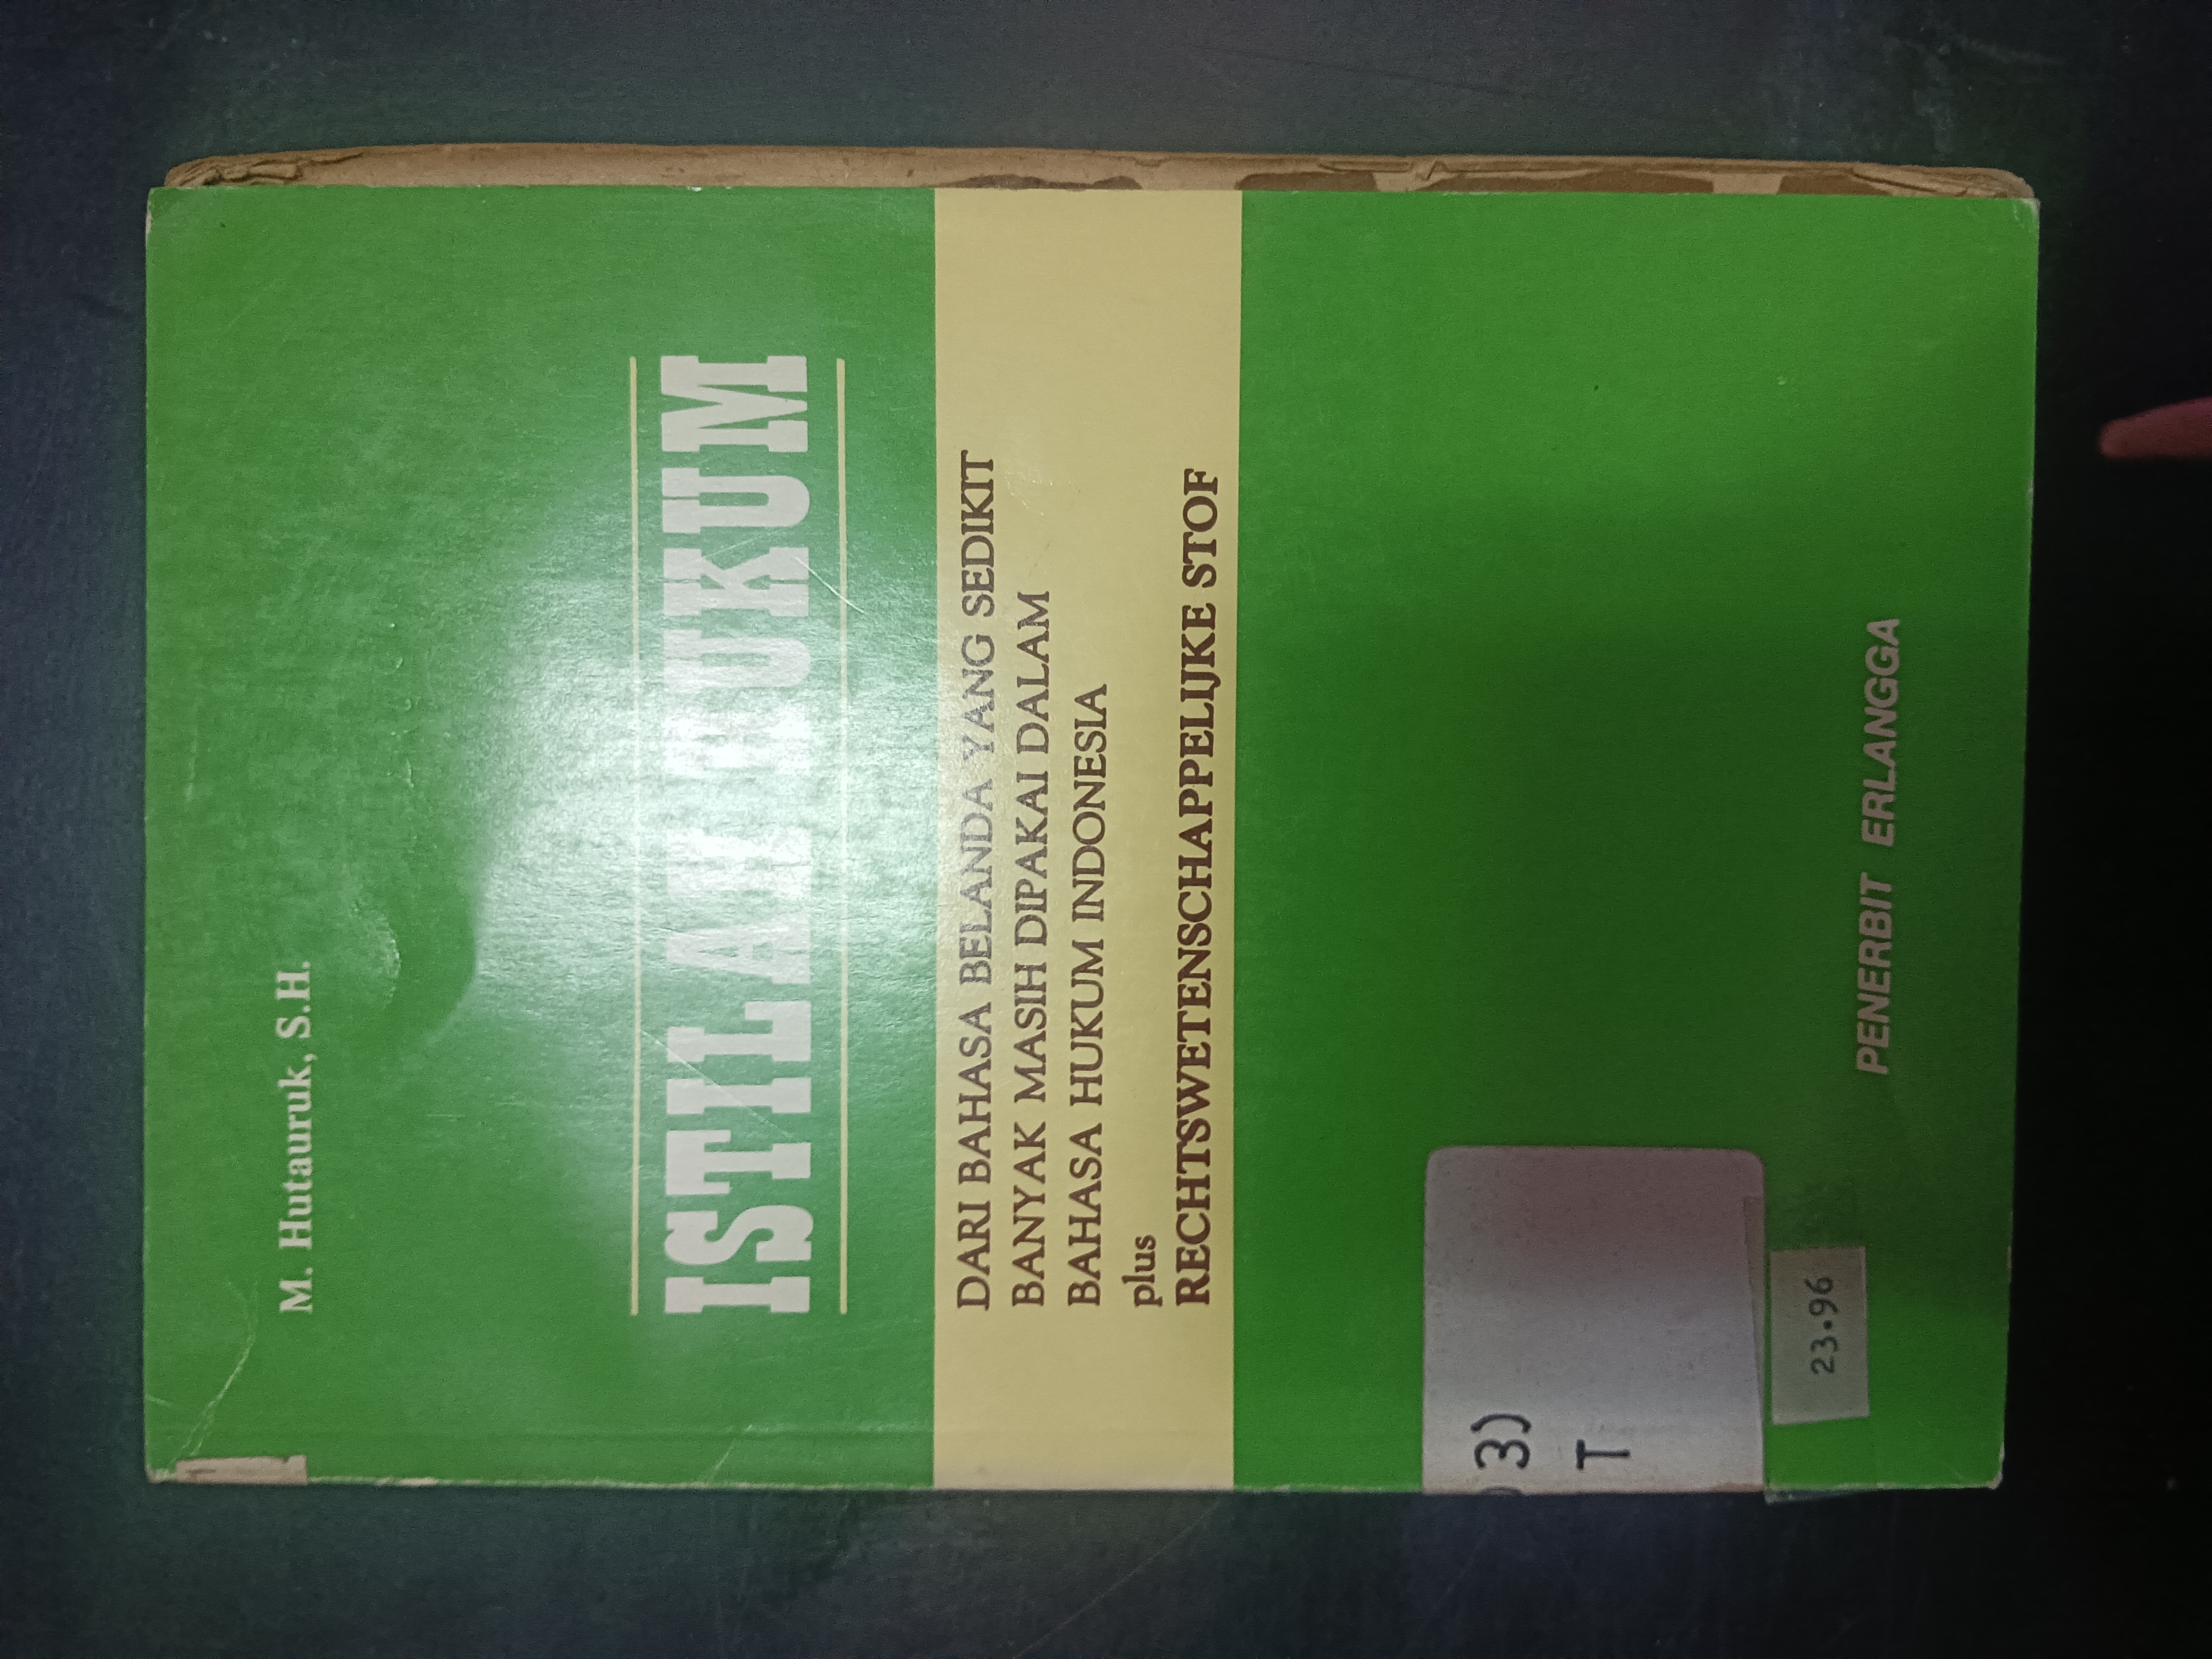 M. Hutauruk, S.H.
ISTILAH HUKUM
DARI BAHASA BELANDA YANG SEDIKIT
BANYAK MASIH DIPAKAI DALAM
BAHASA HUKUM INDONESIA
plus
RECHTSWETENSCHAPPELIJKE STOF
3)
T
23.96
PENERBIT ERLANGGA